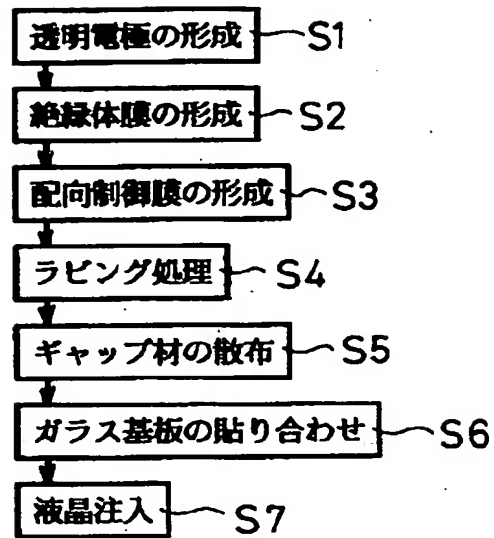 透明電極の形成 S1
絶縁体膜の形成 S2
配向制御膜の形成 S3
ラビング処理 S4
ギャップ材の散布 S5
ガラス基板の貼り合わせ S6
液晶注入 S7